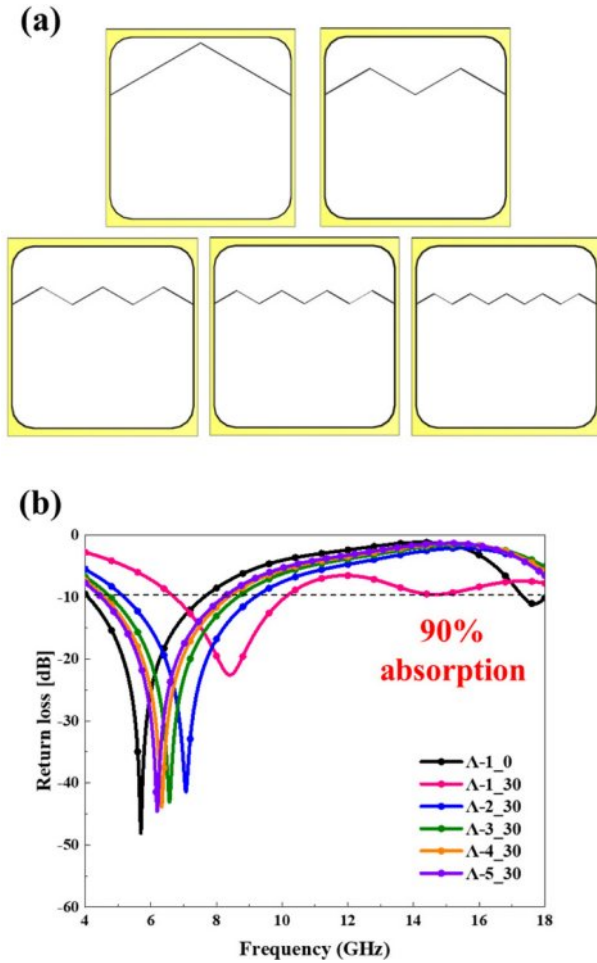 (a)
(b)
0
-10
-20
-30
-40
-50
-60
Return loss [dB]
90%
absorption
Λ-1_0
Λ-1_30
Λ-2_30
Λ-3_30
Λ-4_30
Λ-5_30
4 6 8 10 12 14 16 18
Frequency (GHz)